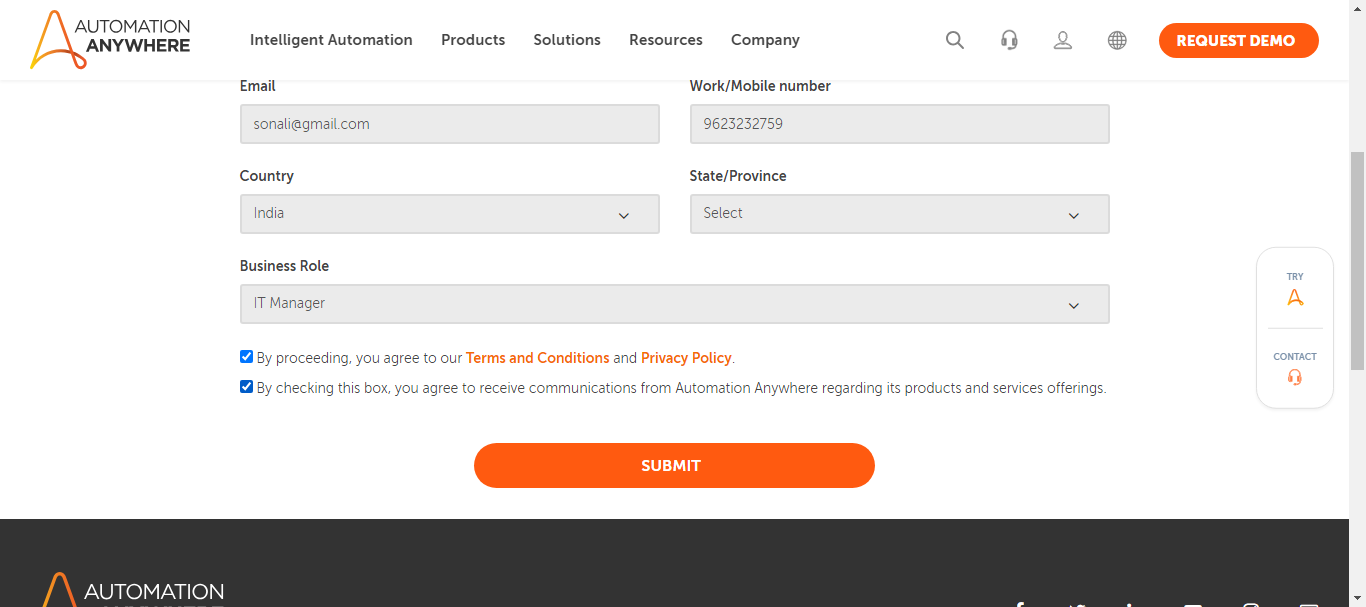 AUTOMATION
ANYWHERE
Intelligent Automation Products Solutions Resources Company REQUEST DEMO
Email Work/Mobile number
sonali@gmail.com 9623232759
Country State/Province
India Select
Business Role
IT Manager
TRY
By proceeding, you agree to our Terms and Conditions and Privacy Policy.
CONTACT
By checking this box, you agree to receive communications from Automation Anywhere regarding its products and services offerings.
SUBMIT
AUTOMATION